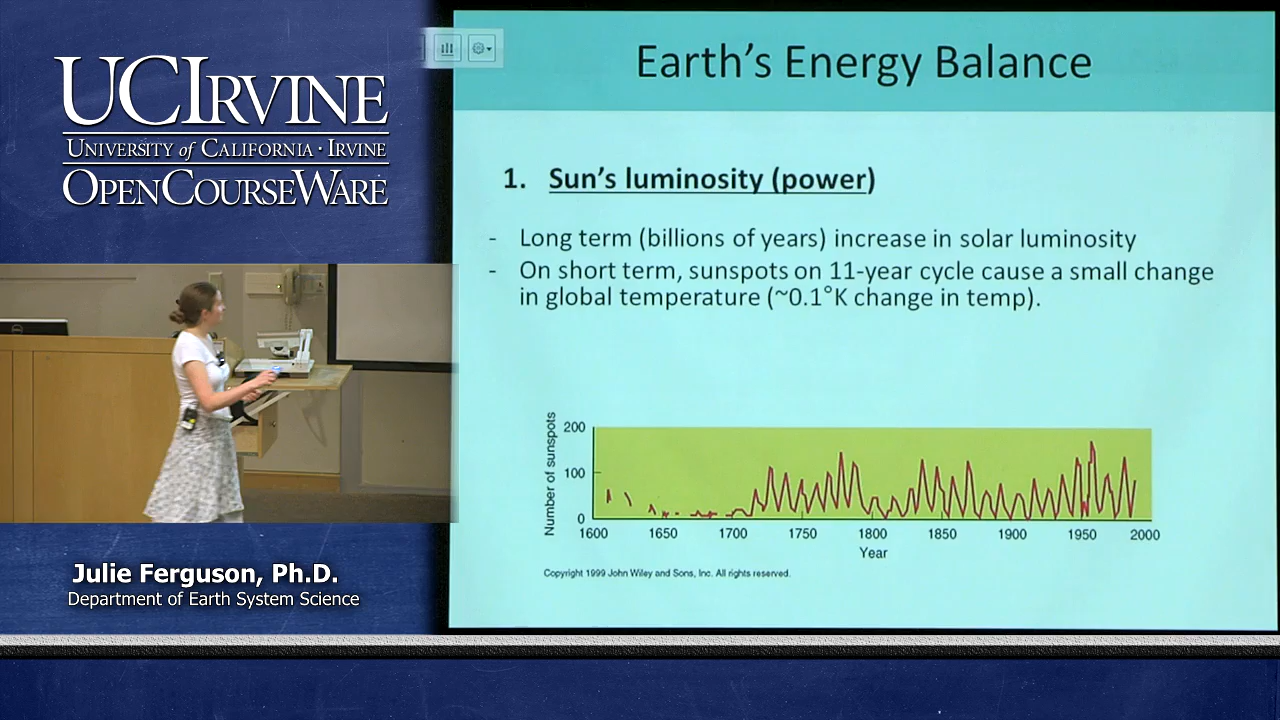 UCIRVINE
UNIVERSITY of CALIFORNIA · IRVINE
OPENCOURSEWARE
Julie Ferguson, Ph.D.
Department of Earth System Science
Earth's Energy Balance
1. Sun's luminosity (power)
- Long term (billions of years) increase in solar luminosity
- On short term, sunspots on 11-year cycle cause a small change
in global temperature (~0.1°K change in temp).
Number of sunspots
200
100
0
1600 1650 1700 1750 1800 1850 1900 1950 2000
Year
Copyright 1999 John Wiley and Sons, Inc. All rights reserved.